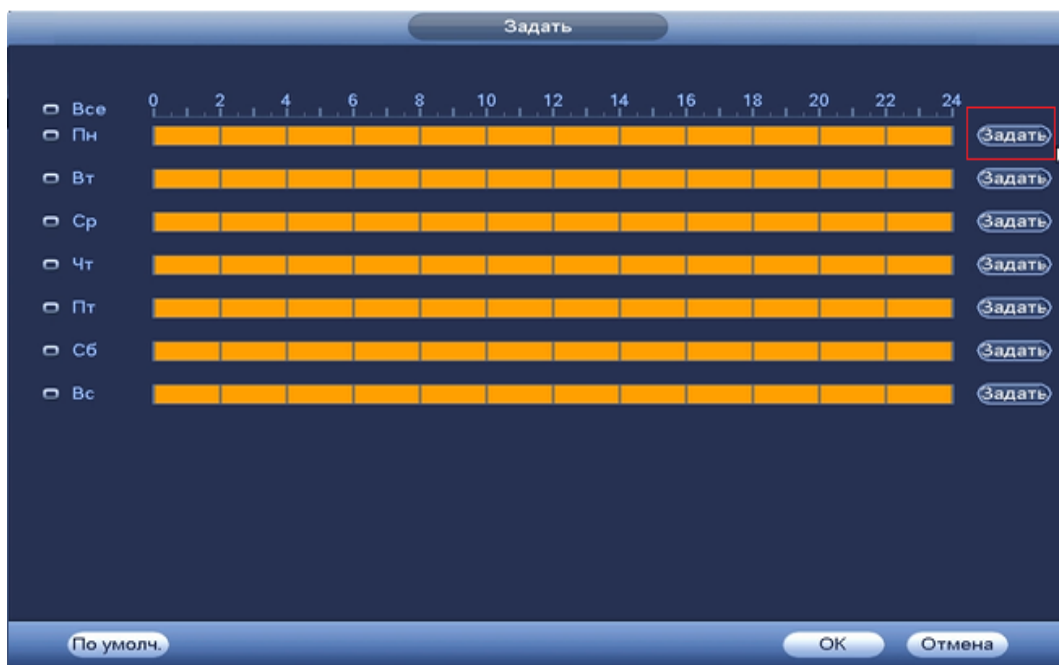 Задать
Все 0 2 4 6 8 10 12 14 16 18 20 22 24
Пн Задать
Вт Задать
Ср Задать
Чт Задать
Пт Задать
Сб Задать
Вс Задать
По умолч. OK Отмена